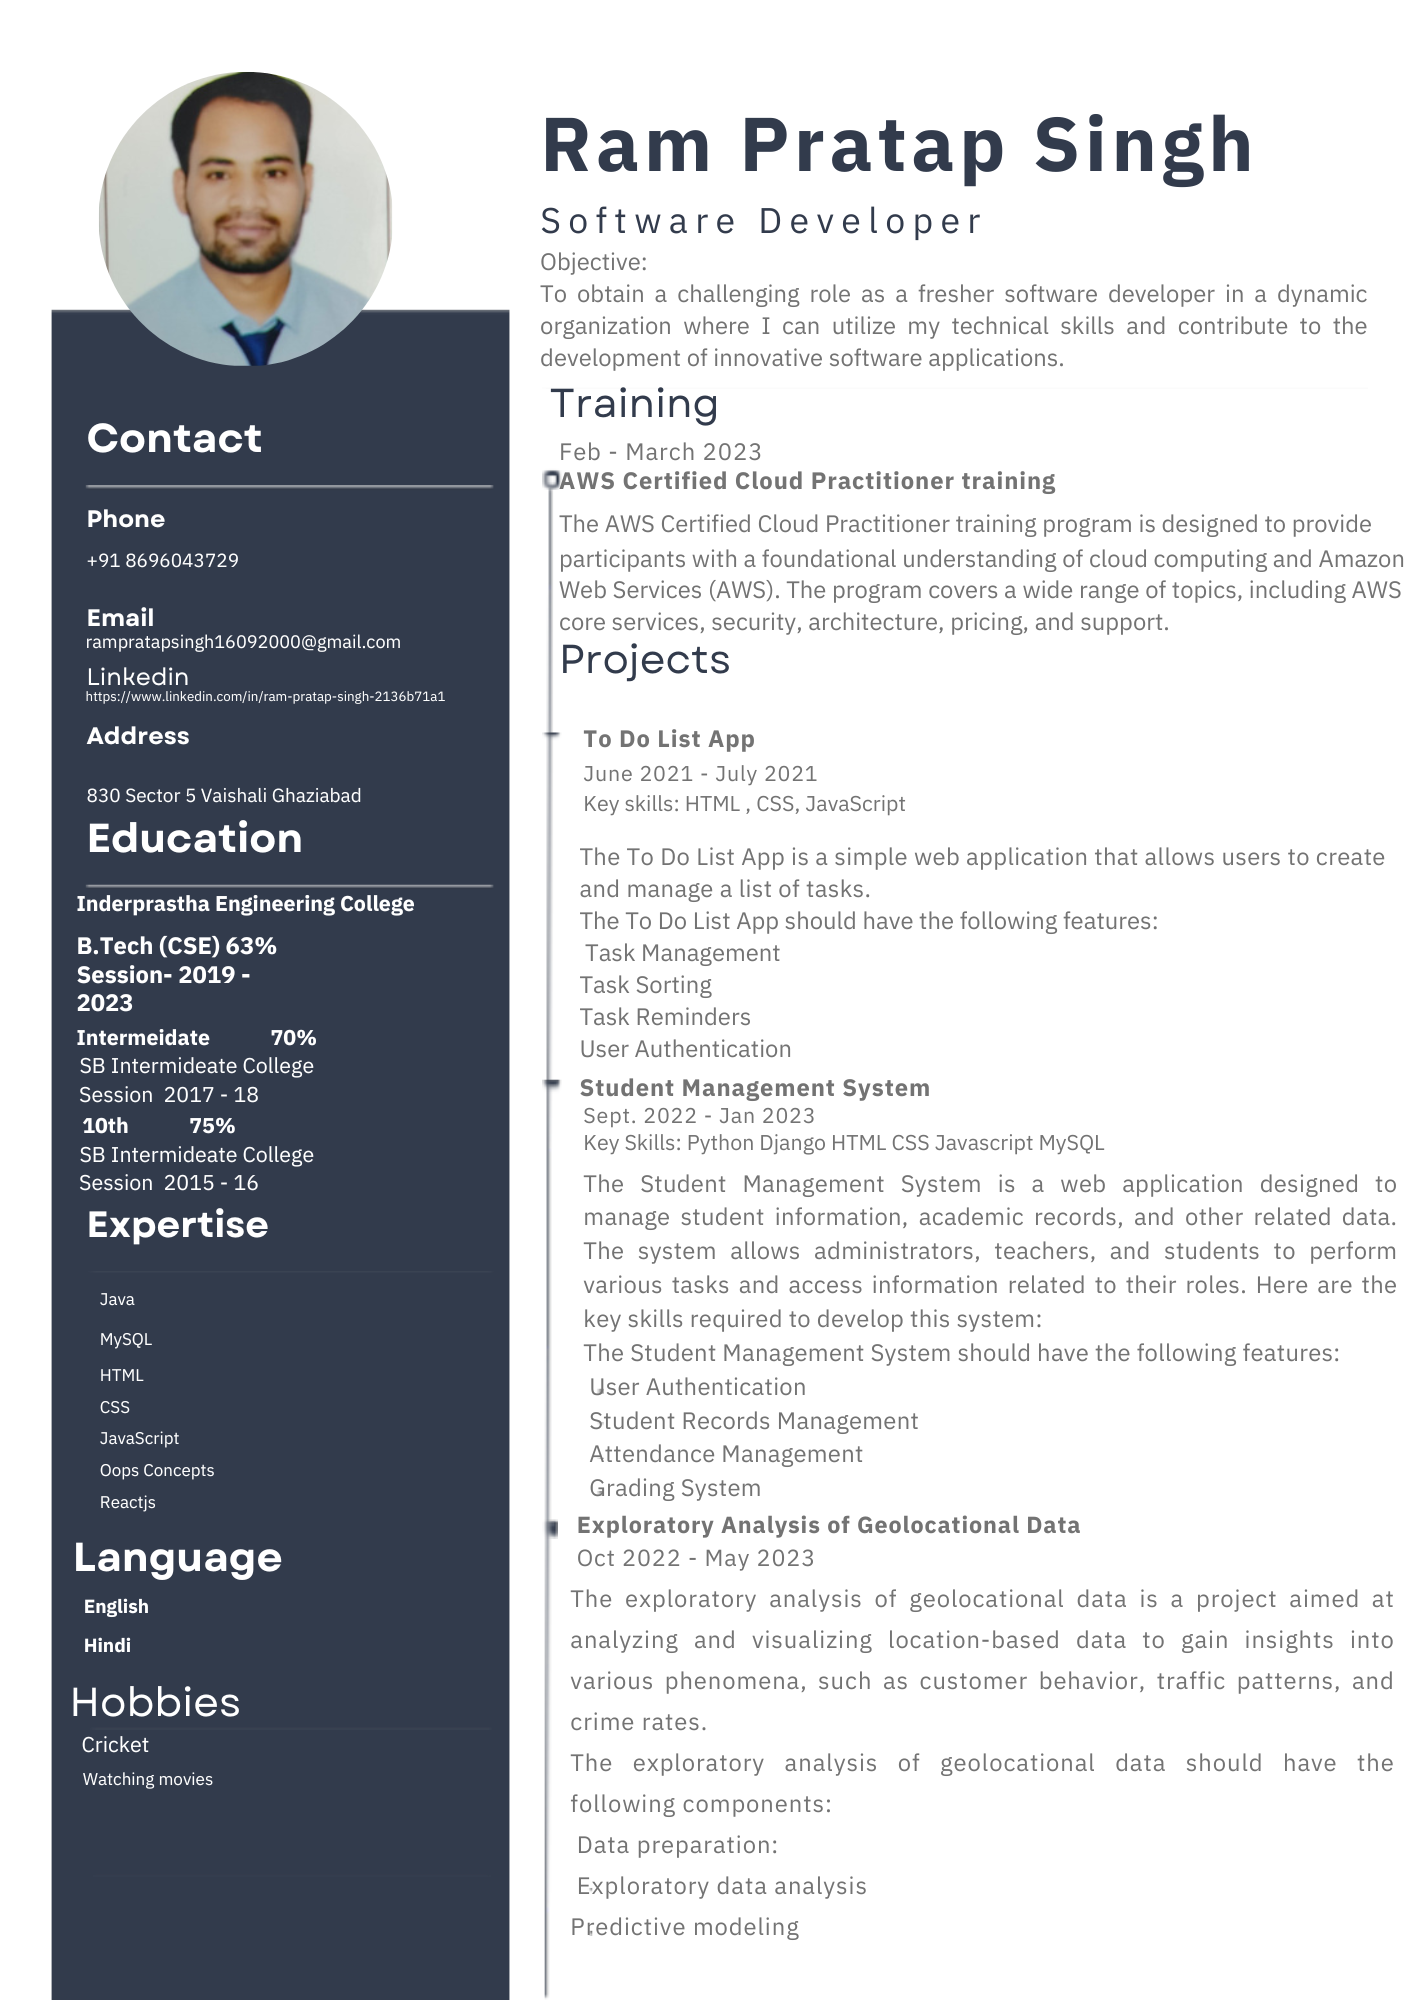 Ram Pratap Singh
Software Developer
Objective:
To obtain a challenging role as a fresher software developer in a dynamic
organization where I can utilize my technical skills and contribute to the
development of innovative software applications.
Contact
Phone
+91 8696043729
Email
rampratapsingh16092000@gmail.com
Linkedin
https://www.linkedin.com/in/ram-pratap-singh-2136b71a1
Address
830 Sector 5 Vaishali Ghaziabad
Education
Inderprastha Engineering College
B.Tech (CSE) 63%
Session- 2019 -
2023
Intermeidate 70%
SB Intermideate College
Session 2017 - 18
10th 75%
SB Intermideate College
Session 2015 - 16
Expertise
Java
MySQL
HTML
CSS
JavaScript
Oops Concepts
Reactjs
Language
English
Hindi
Hobbies
Cricket
Watching movies
Training
Feb - March 2023
AWS Certified Cloud Practitioner training
The AWS Certified Cloud Practitioner training program is designed to provide
participants with a foundational understanding of cloud computing and Amazon
Web Services (AWS). The program covers a wide range of topics, including AWS
core services, security, architecture, pricing, and support.
Projects
To Do List App
June 2021 - July 2021
Key skills: HTML , CSS, JavaScript
The To Do List App is a simple web application that allows users to create
and manage a list of tasks.
The To Do List App should have the following features:
Task Management
Task Sorting
Task Reminders
User Authentication
Student Management System
Sept. 2022 - Jan 2023
Key Skills: Python Django HTML CSS Javascript MySQL
The Student Management System is a web application designed to
manage student information, academic records, and other related data.
The system allows administrators, teachers, and students to perform
various tasks and access information related to their roles. Here are the
key skills required to develop this system:
The Student Management System should have the following features:
User Authentication
Student Records Management
Attendance Management
Grading System
Exploratory Analysis of Geolocational Data
Oct 2022 - May 2023
The exploratory analysis of geolocational data is a project aimed at
analyzing and visualizing location-based data to gain insights into
various phenomena, such as customer behavior, traffic patterns, and
crime rates.
The exploratory analysis of geolocational data should have the
following components:
Data preparation:
Exploratory data analysis
Predictive modeling